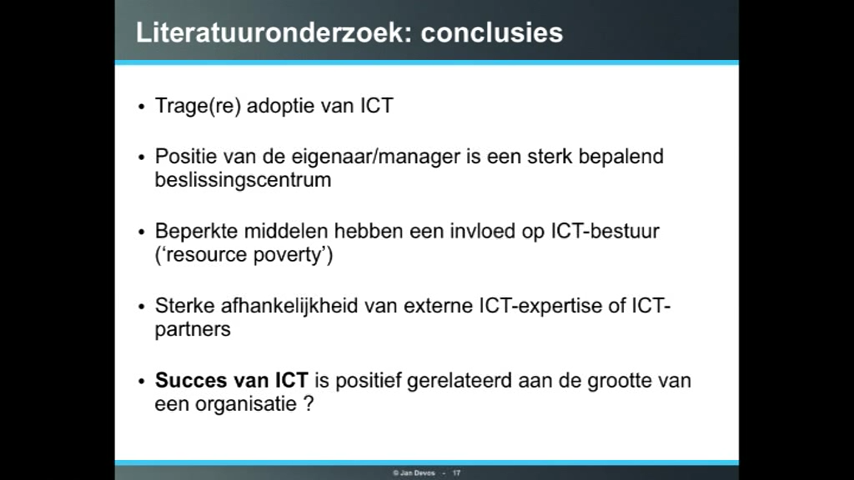 Literatuuronderzoek: conclusies
• Trage(re) adoptie van ICT
• Positie van de eigenaar/manager is een sterk bepalend
beslissingscentrum
• Beperkte middelen hebben een invloed op ICT-bestuur
(‘resource poverty’)
• Sterke afhankelijkheid van externe ICT-expertise of ICT-
partners
• Succes van ICT is positief gerelateerd aan de grootte van
een organisatie ?
© Jan Devos - 17